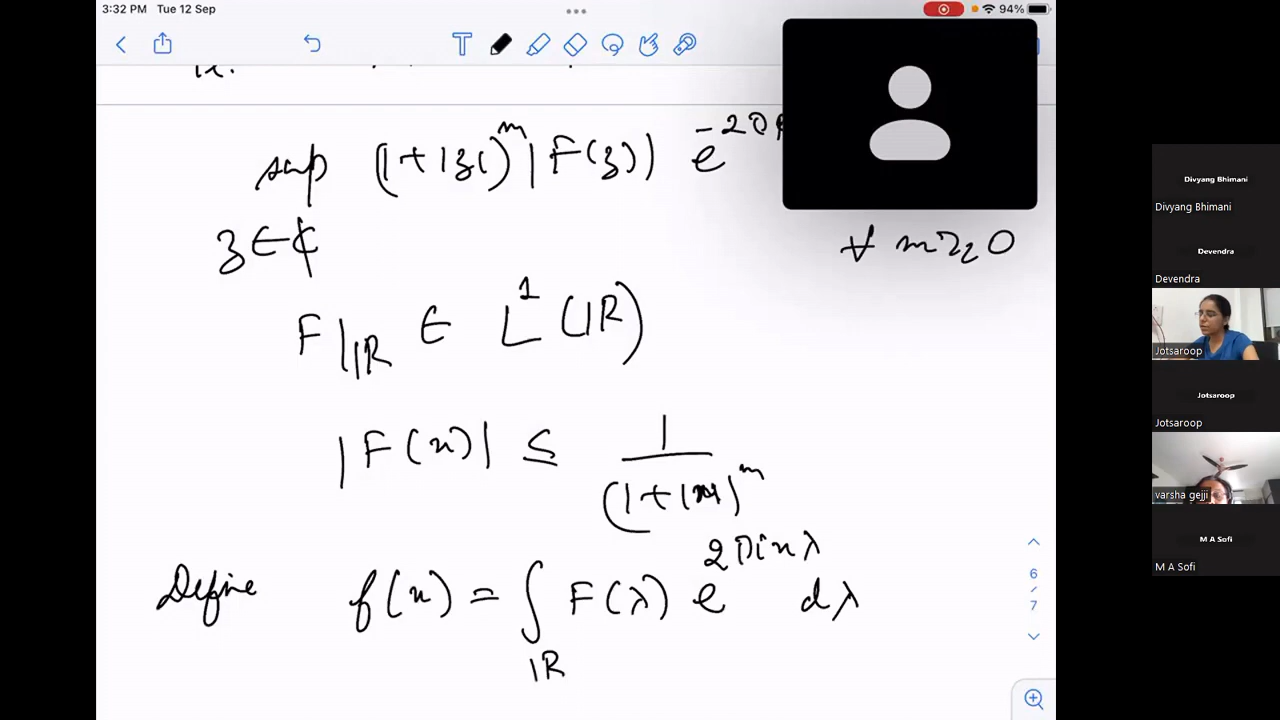 3:32 PM Tue 12 Sep
94%
T
sup (1+|z|)^m |F(z)| e^{-2π
z ∈ ℂ
∀ m ≥ 0
F|_ℝ ∈ L^1(ℝ)
|F(x)| ≤ 1/(1+|x|)^m
Define f(x) = ∫_ℝ F(λ) e^{2πixλ} dλ
6
/
7
Divyang Bhimani
Divyang Bhimani
Devendra
Devendra
Jotsaroop
Jotsaroop
Jotsaroop
varsha gejji
M A Sofi
M A Sofi